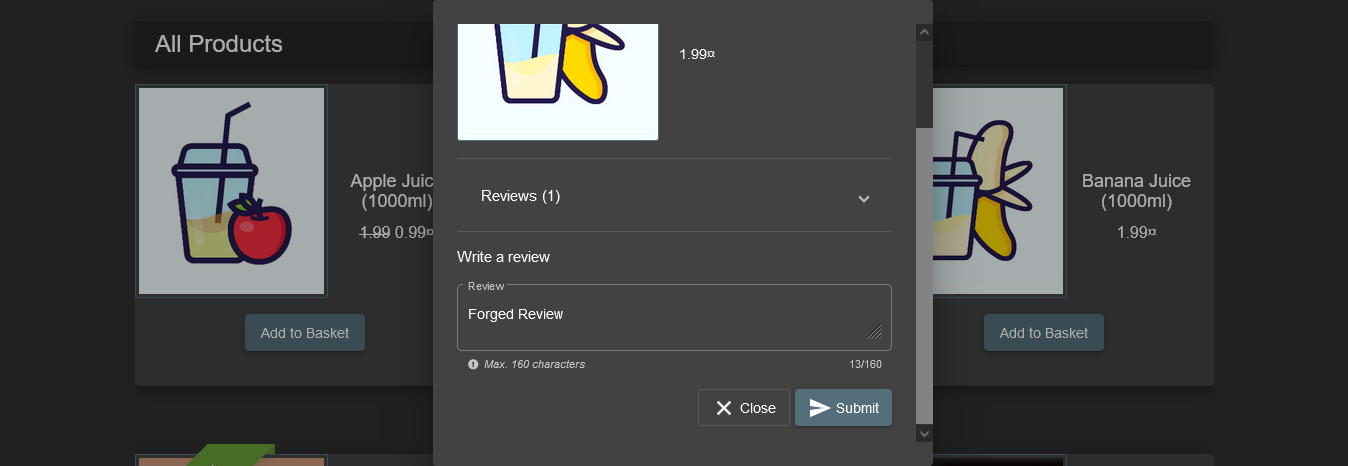 All Products
1.99¤
Apple Juic
(1000ml)
1.99 0.99¤
Add to Basket
Reviews (1)
Write a review
Review
Forged Review
Max. 160 characters
13/160
Close
Submit
Banana Juice
(1000ml)
1.99¤
Add to Basket